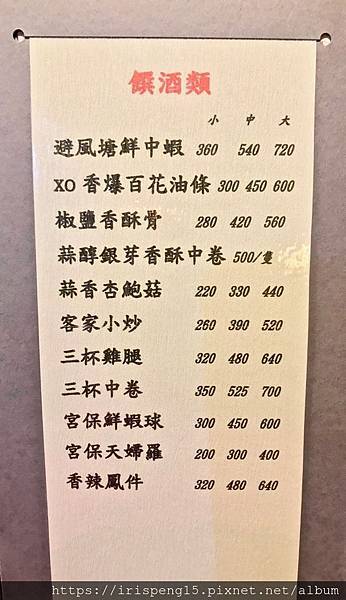 饌酒類
小 中 大
避風塘鮮中蝦 360 540 720
XO香爆百花油條 300 450 600
椒鹽香酥骨 280 420 560
蒜醇銀芽香酥中卷 500/隻
蒜香杏鮑菇 220 330 440
客家小炒 260 390 520
三杯雞腿 320 480 640
三杯中卷 350 525 700
宮保鮮蝦球 300 450 600
宮保天婦羅 200 300 400
香辣鳳件 320 480 640
https://irispeng15.pixnet.net/album